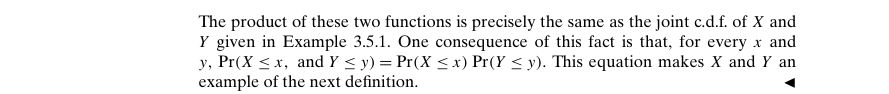 The product of these two functions is precisely the same as the joint c.d.f. of X and
Y given in Example 3.5.1. One consequence of this fact is that, for every x and
y, Pr(X ≤ x, and Y ≤ y) = Pr(X ≤ x) Pr(Y ≤ y). This equation makes X and Y an
example of the next definition. ◄